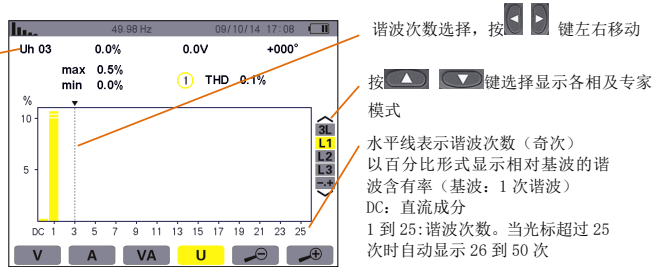 49.98 Hz 09/10/14 17:08
Uh 03 0.0% 0.0V +000°
max 0.5%
min 0.0%
1 THD 0.1%
%
10
5
DC 1 3 5 7 9 11 13 15 17 19 21 23 25
3L
L1
L2
L3
-.+
V A VA U
谐波次数选择，按 键左右移动
按 键选择显示各相及专家
模式
水平线表示谐波次数（奇次）
以百分比形式显示相对基波的谐
波含有率（基波：1 次谐波）
DC：直流成分
1 到 25:谐波次数。当光标超过 25
次时自动显示 26 到 50 次